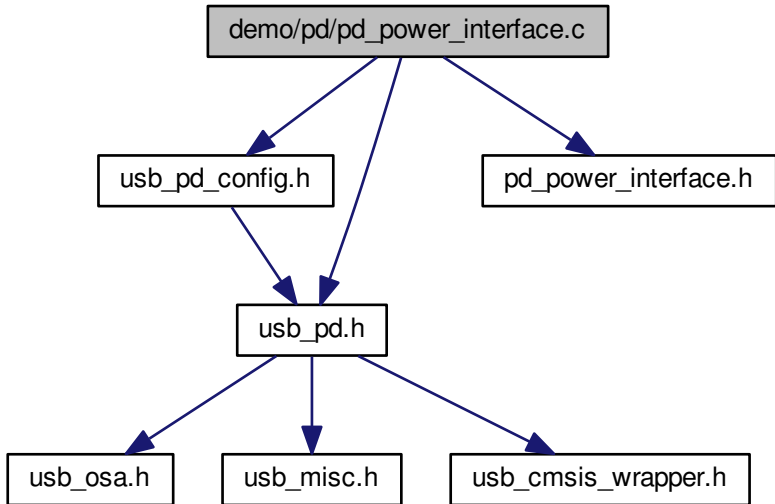 demo/pd/pd_power_interface.c
usb_pd_config.h
pd_power_interface.h
usb_pd.h
usb_osa.h
usb_misc.h
usb_cmsis_wrapper.h